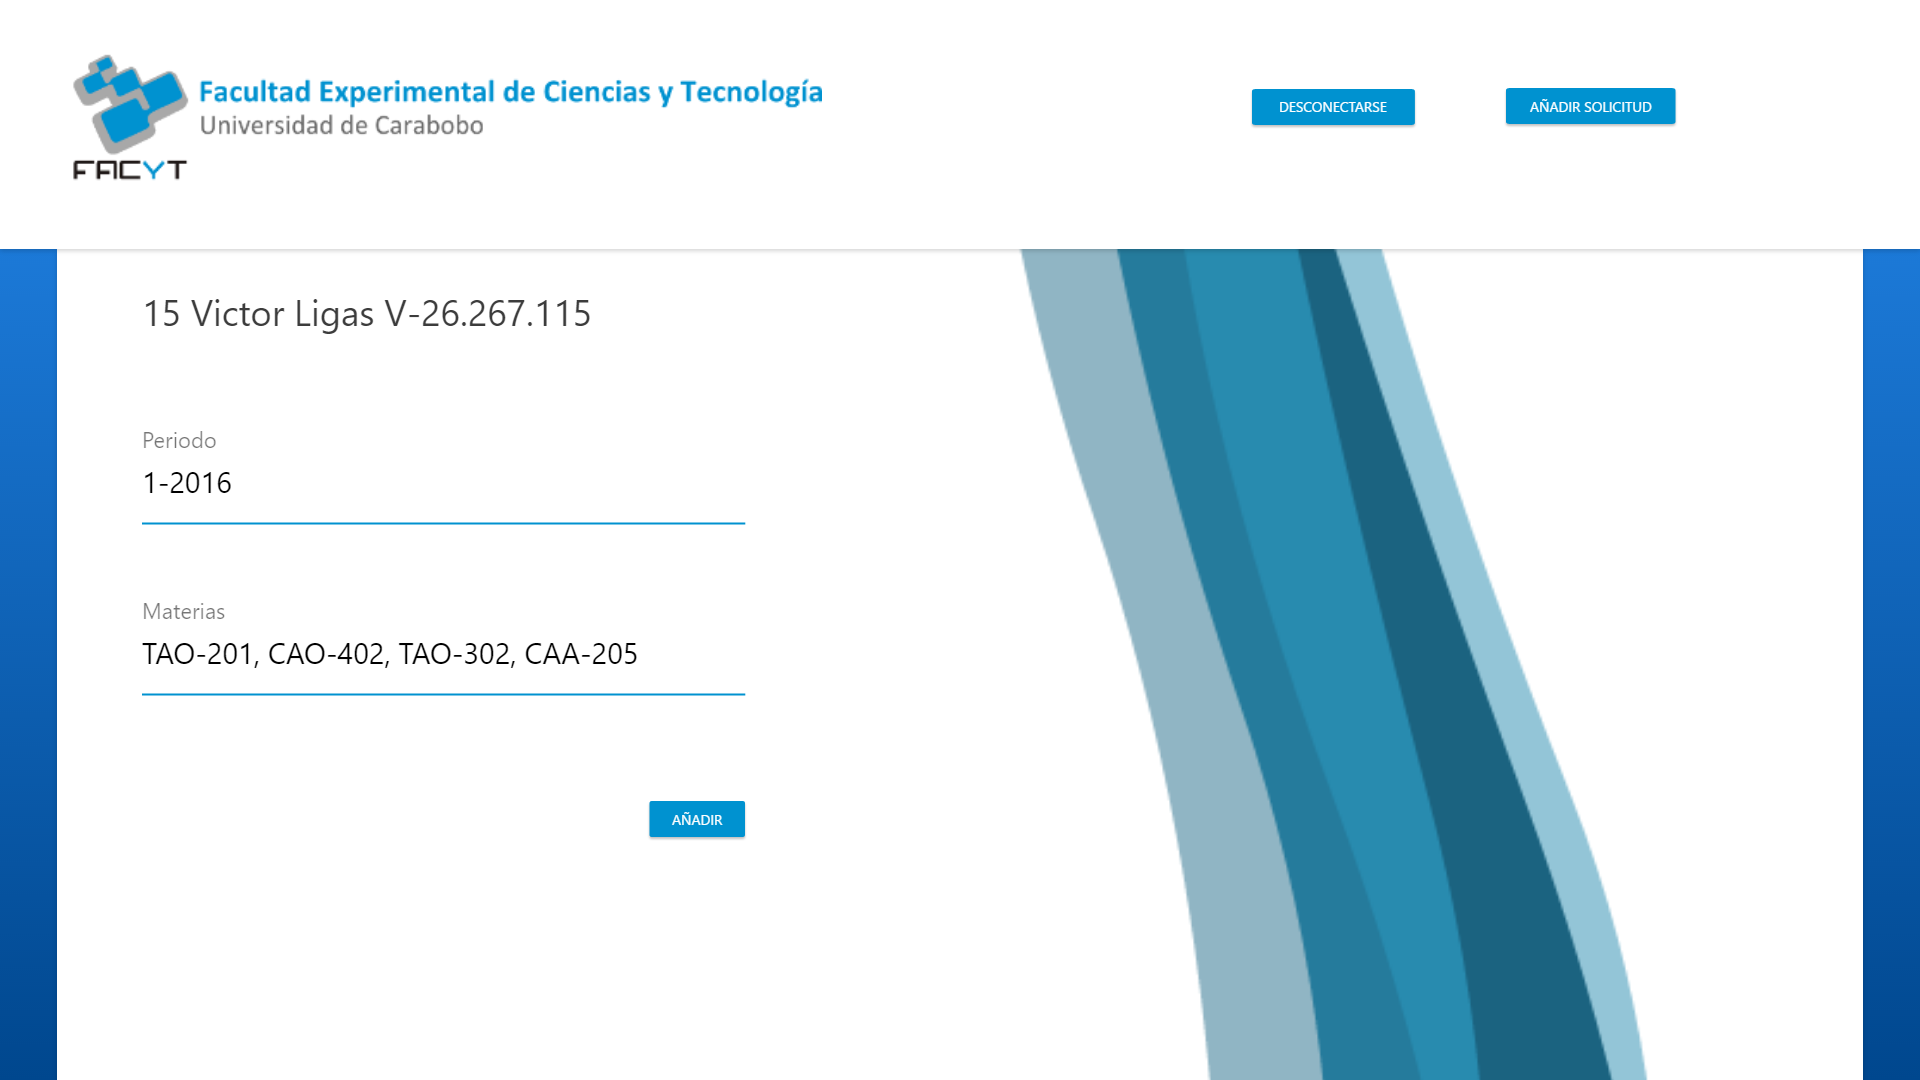 Facultad Experimental de Ciencias y Tecnología
Universidad de Carabobo
FACYT
DESCONECTARSE
AÑADIR SOLICITUD
15 Victor Ligas V-26.267.115
Periodo
1-2016
Materias
TAO-201, CAO-402, TAO-302, CAA-205
AÑADIR